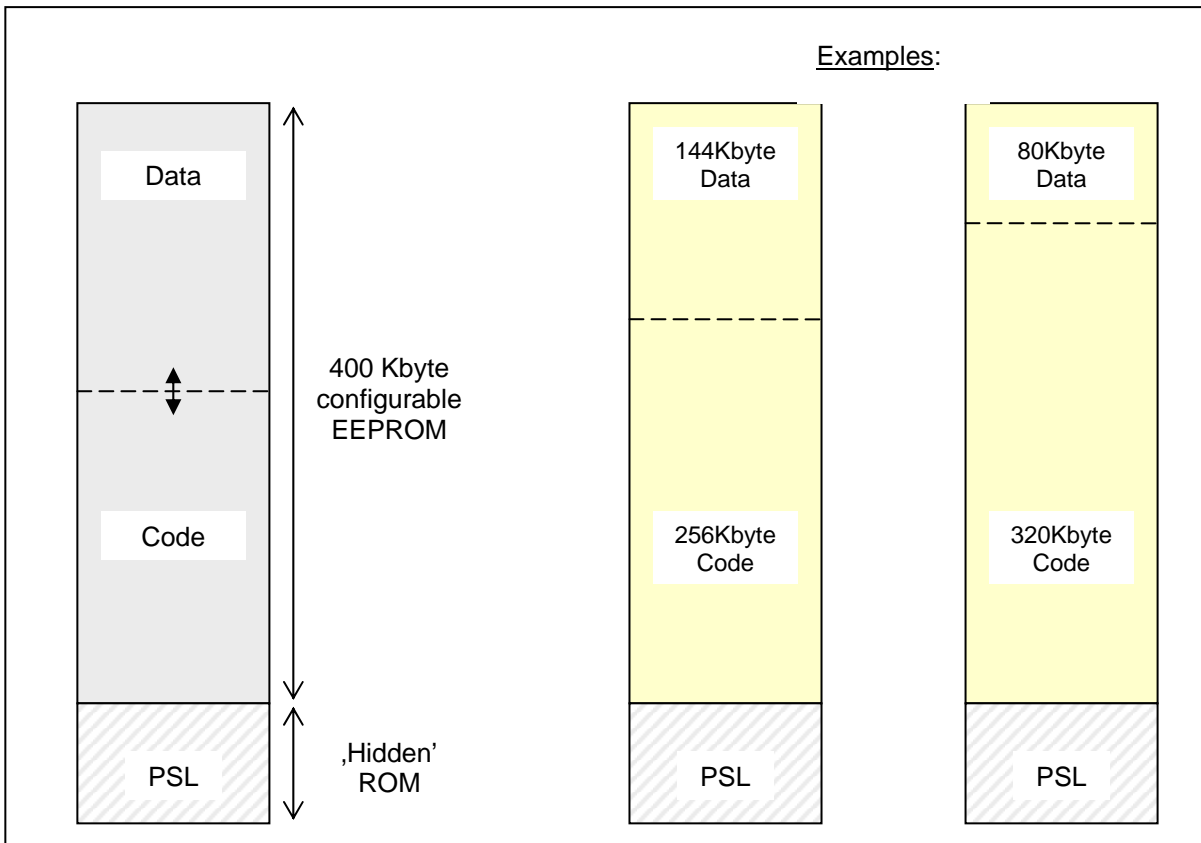 Examples:
Data
Code
PSL
400 Kbyte
configurable
EEPROM
‚Hidden’
ROM
144Kbyte
Data
256Kbyte
Code
PSL
80Kbyte
Data
320Kbyte
Code
PSL